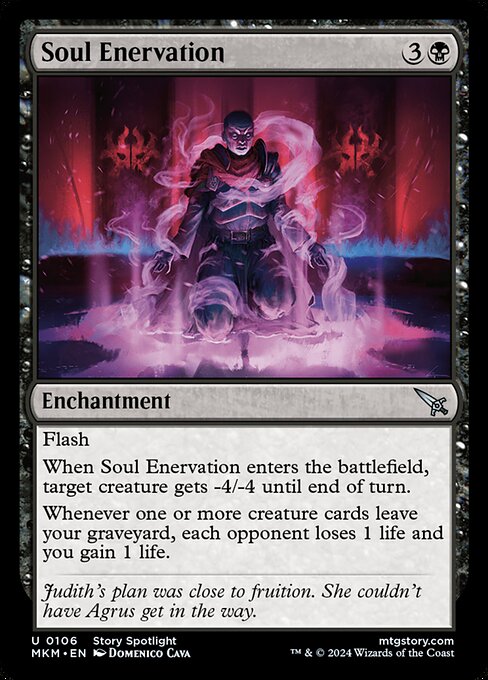 Soul Enervation 3
Enchantment
Flash
When Soul Enervation enters the battlefield,
target creature gets -4/-4 until end of turn.
Whenever one or more creature cards leave
your graveyard, each opponent loses 1 life and
you gain 1 life.
Judith's plan was close to fruition. She couldn't
have Agrus get in the way.
U 0106 Story Spotlight mtgstory.com
MKM • EN Domenico Cava ™ & © 2024 Wizards of the Coast